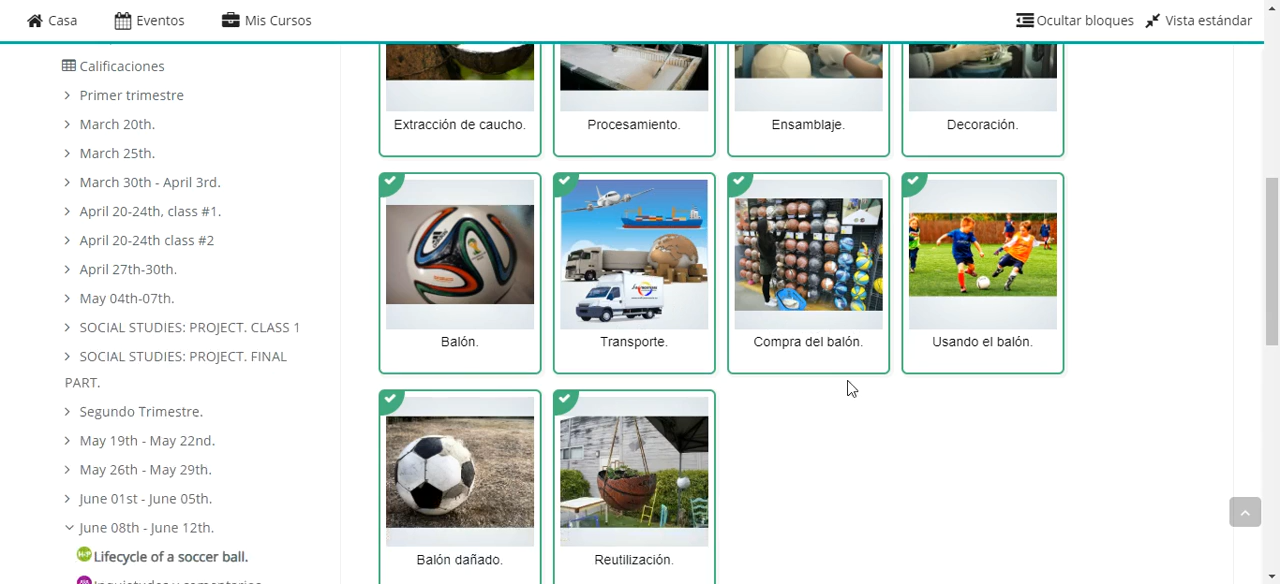 Casa
Eventos
Mis Cursos
Ocultar bloques
Vista estándar
Calificaciones
Primer trimestre
March 20th.
March 25th.
March 30th - April 3rd.
April 20-24th, class #1.
April 20-24th class #2
April 27th-30th.
May 04th-07th.
SOCIAL STUDIES: PROJECT. CLASS 1
SOCIAL STUDIES: PROJECT. FINAL
PART.
Segundo Trimestre.
May 19th - May 22nd.
May 26th - May 29th.
June 01st - June 05th.
June 08th - June 12th.
Lifecycle of a soccer ball.
Inquietudes y comentarios
Extracción de caucho.
Procesamiento.
Ensamblaje.
Decoración.
Balón.
Transporte.
Compra del balón.
Usando el balón.
Balón dañado.
Reutilización.